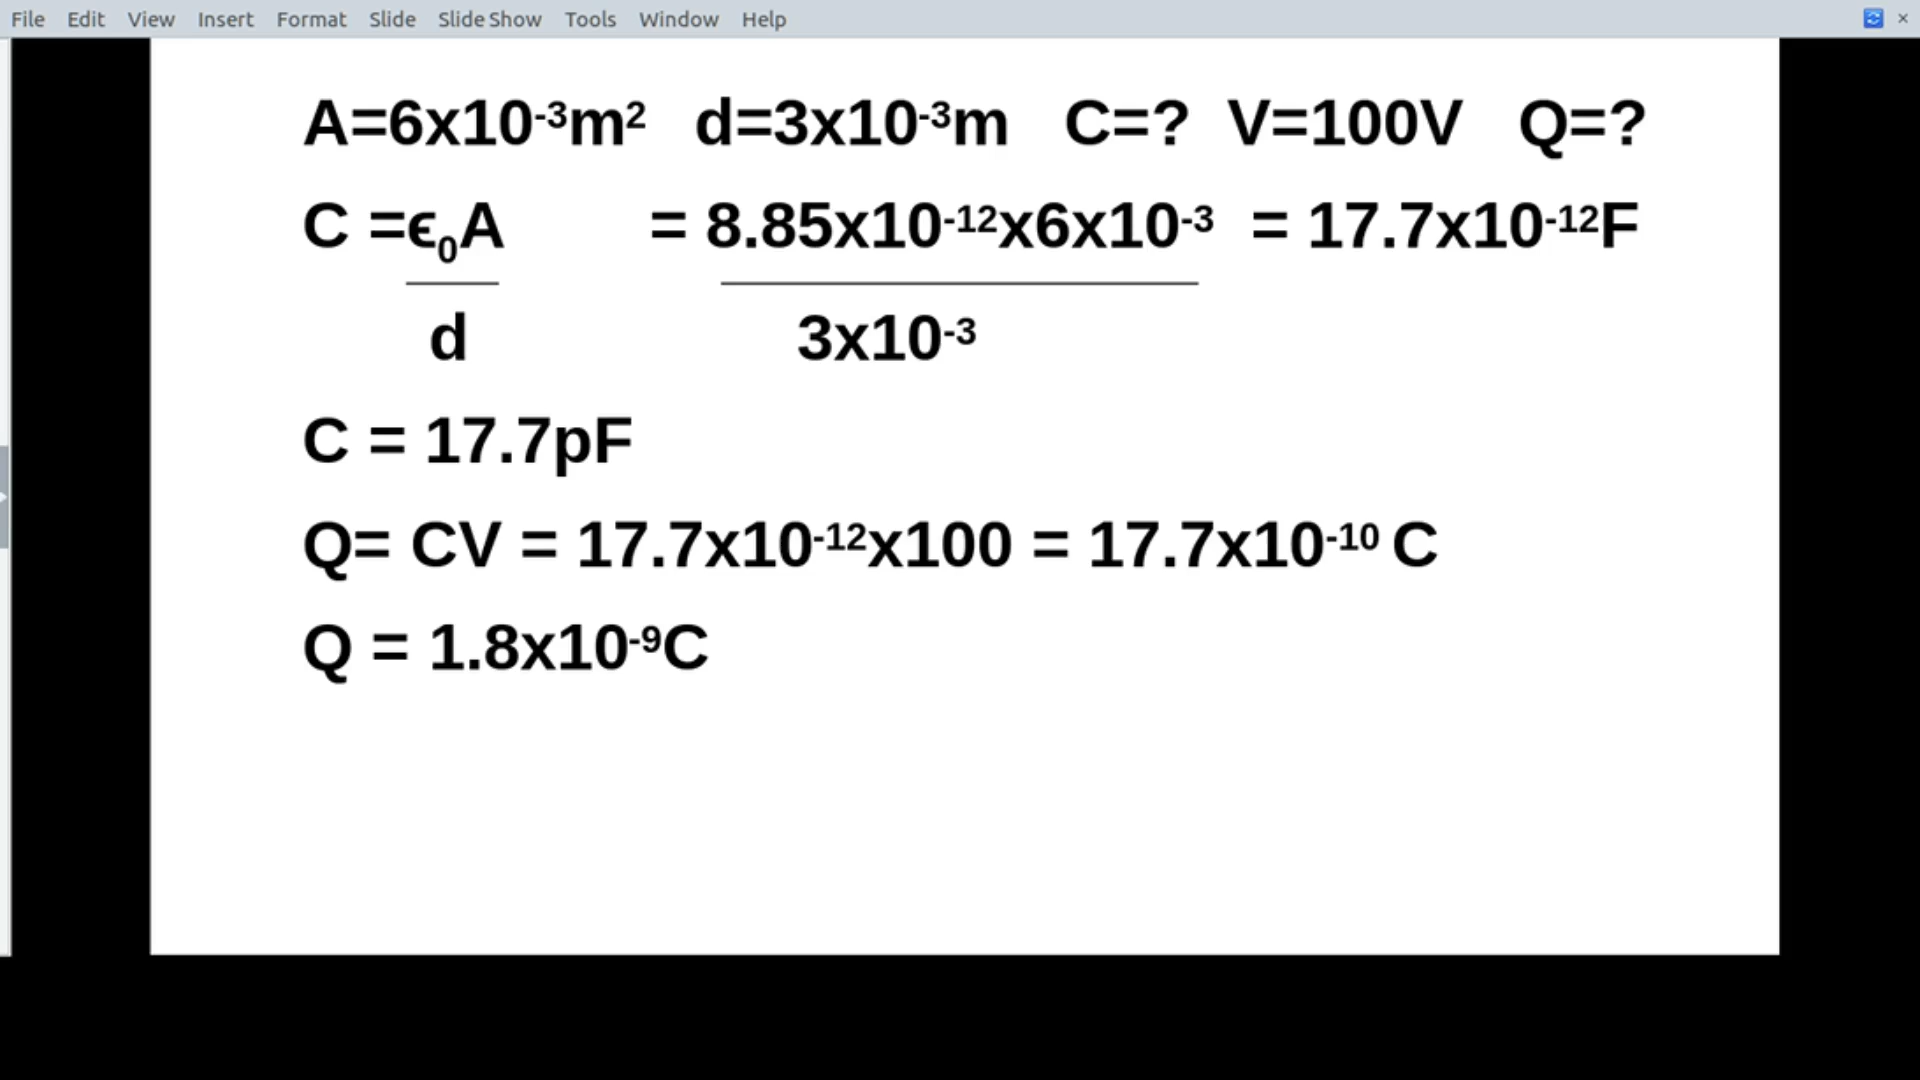 File Edit View Insert Format Slide Slide Show Tools Window Help
A=6x10⁻³m² d=3x10⁻³m C=? V=100V Q=?
C =ϵ₀A = 8.85x10⁻¹²x6x10⁻³ = 17.7x10⁻¹²F
d 3x10⁻³
C = 17.7pF
Q= CV = 17.7x10⁻¹²x100 = 17.7x10⁻¹⁰ C
Q = 1.8x10⁻⁹C